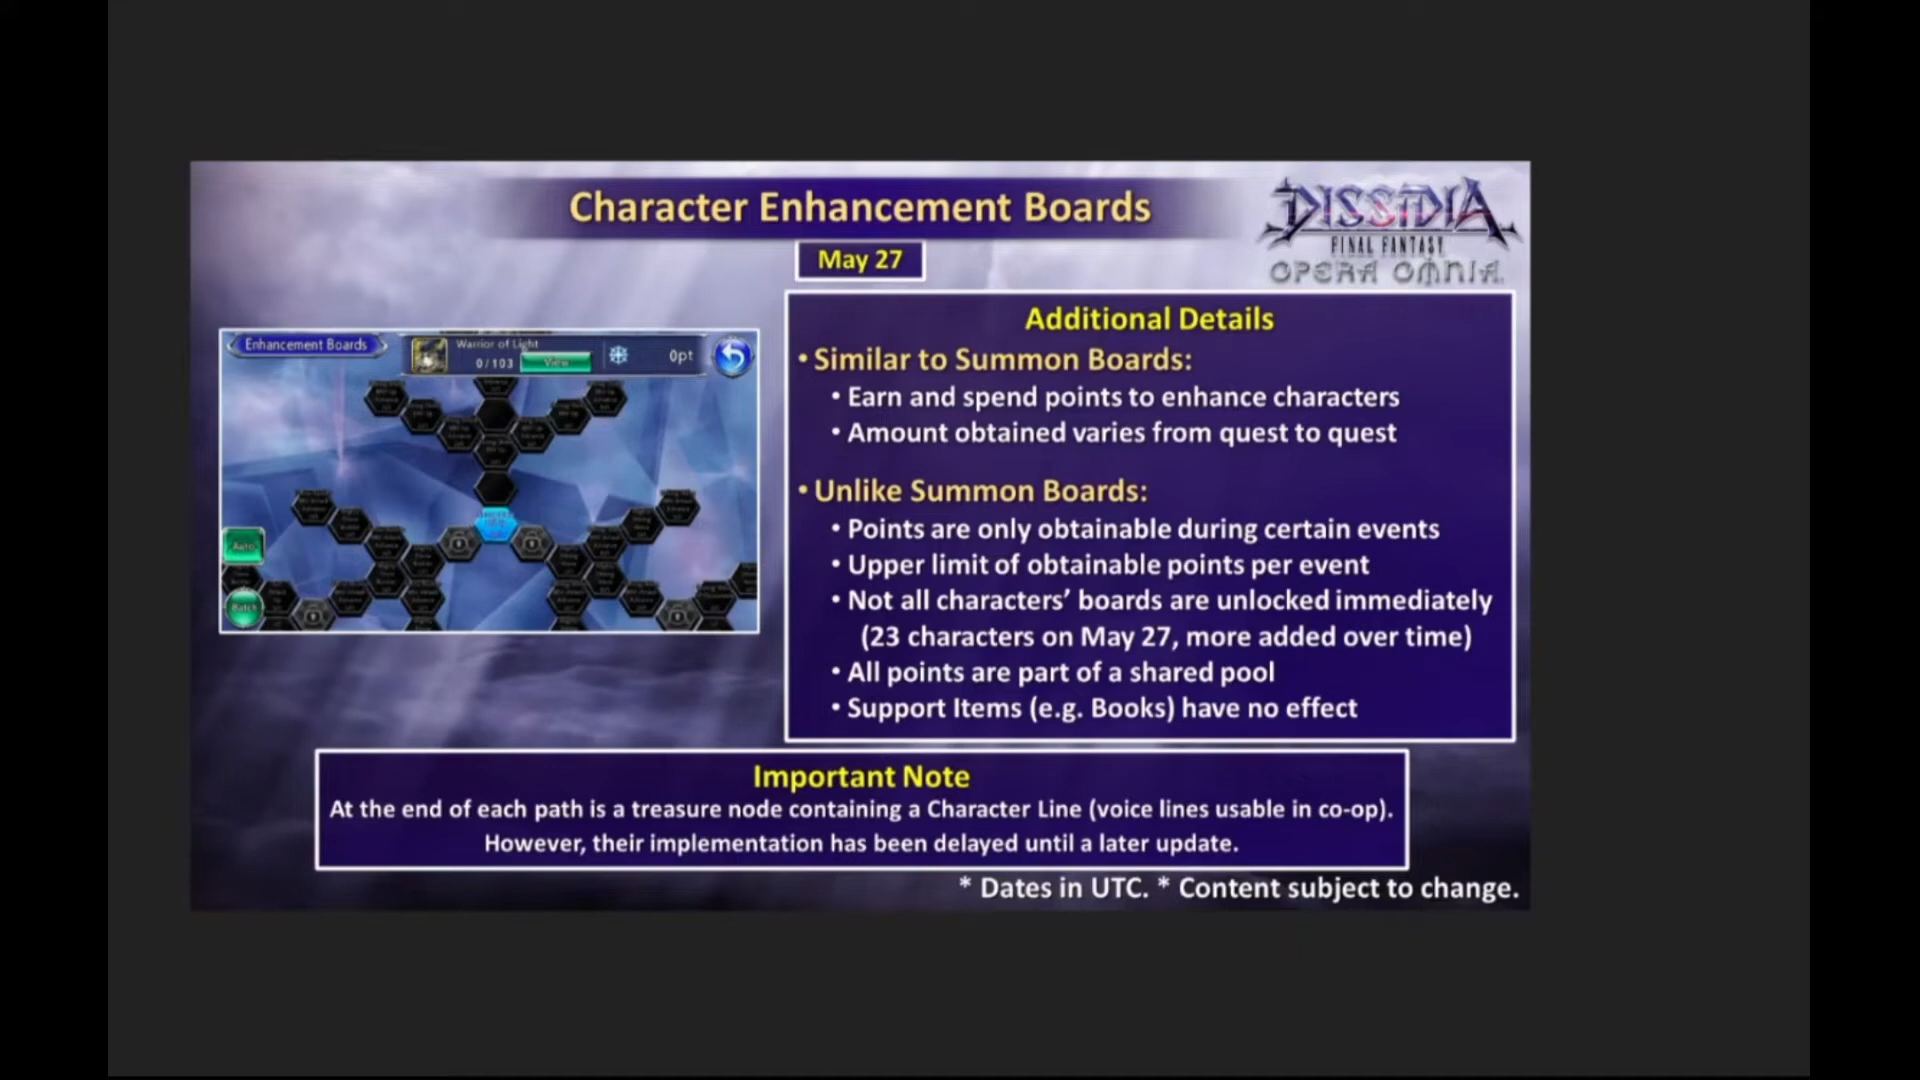 Character Enhancement Boards
DISSIDIA
FINAL FANTASY
OPERA OMNIA
May 27
Enhancement Boards
Warrior of Light
0/103
View
0pt
Auto
Batch
Additional Details
• Similar to Summon Boards:
• Earn and spend points to enhance characters
• Amount obtained varies from quest to quest
• Unlike Summon Boards:
• Points are only obtainable during certain events
• Upper limit of obtainable points per event
• Not all characters’ boards are unlocked immediately
(23 characters on May 27, more added over time)
• All points are part of a shared pool
• Support Items (e.g. Books) have no effect
Important Note
At the end of each path is a treasure node containing a Character Line (voice lines usable in co-op).
However, their implementation has been delayed until a later update.
* Dates in UTC. * Content subject to change.